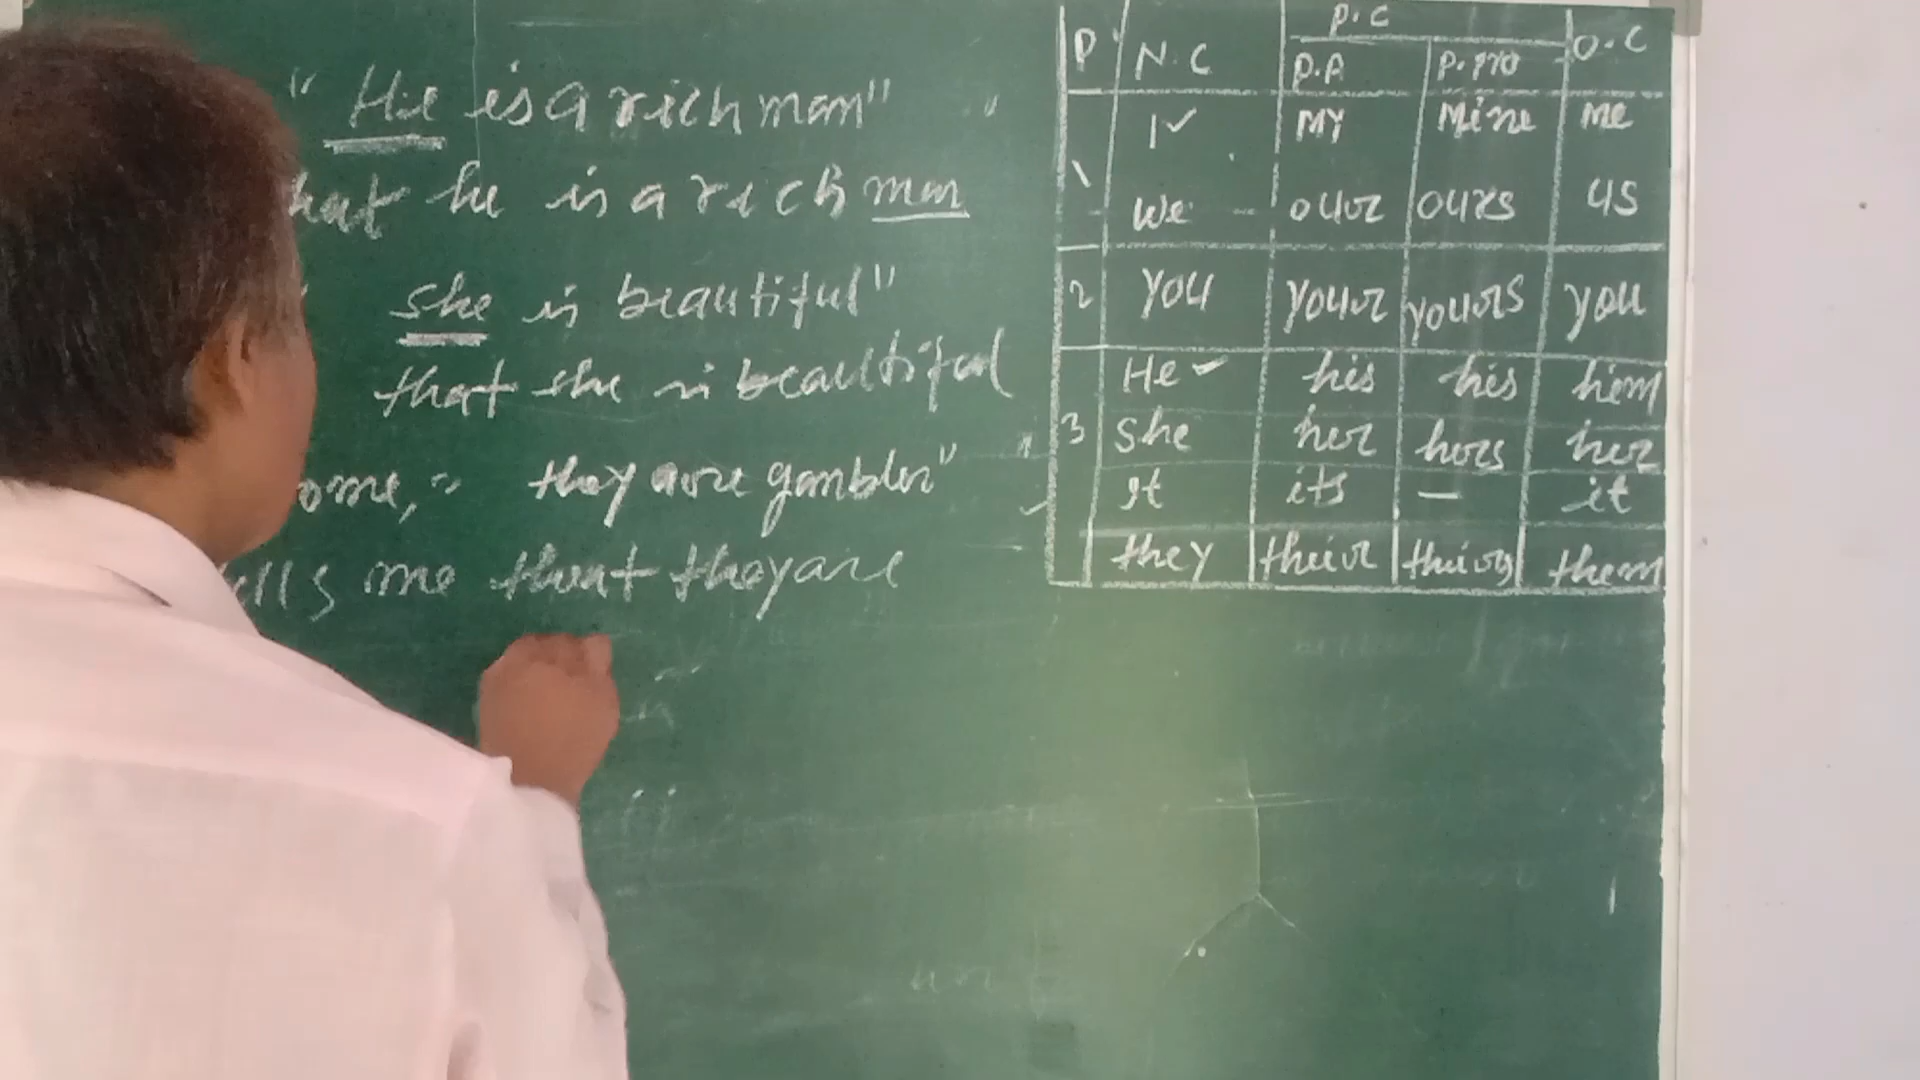 " He is a rich man" "
hat he is a rich man
she is beautiful"
that she is beautiful
ome, " they are gambler" "
lls me that they are
P N.C P.C O.C
P.A P.Pro
1 I ✓ MY Mine me
we our ours us
2 you your yours you
3 He ✓ his his him
she her hers her
It its — it
they their theirs them